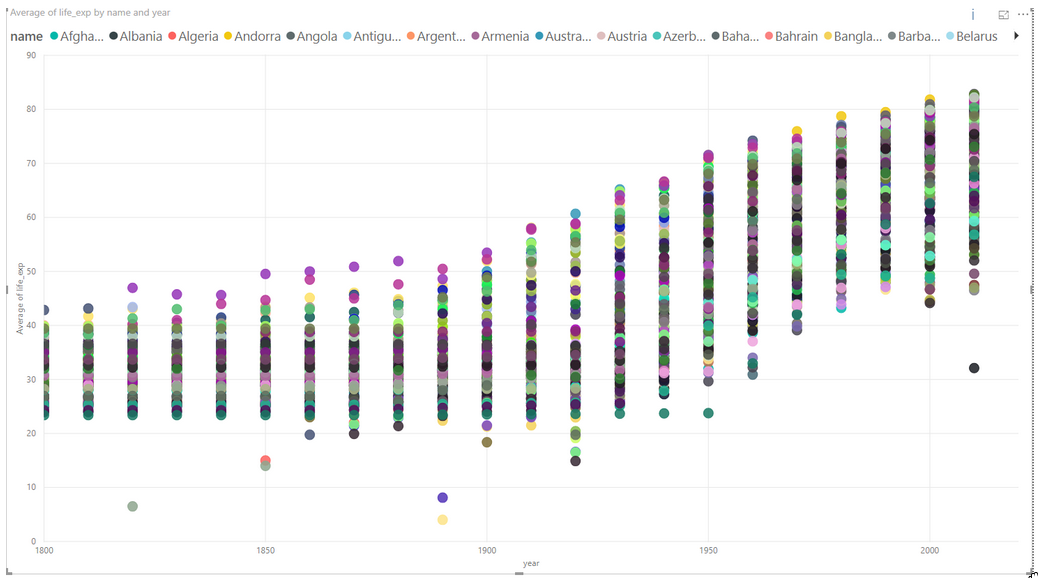 Average of life_exp by name and year
name Afgha... Albania Algeria Andorra Angola Antigu... Argent... Armenia Austra... Austria Azerb... Baha... Bahrain Bangla... Barba... Belarus
90
80
70
60
50
40
30
20
10
0
Average of life_exp
1800 1850 1900 1950 2000
year